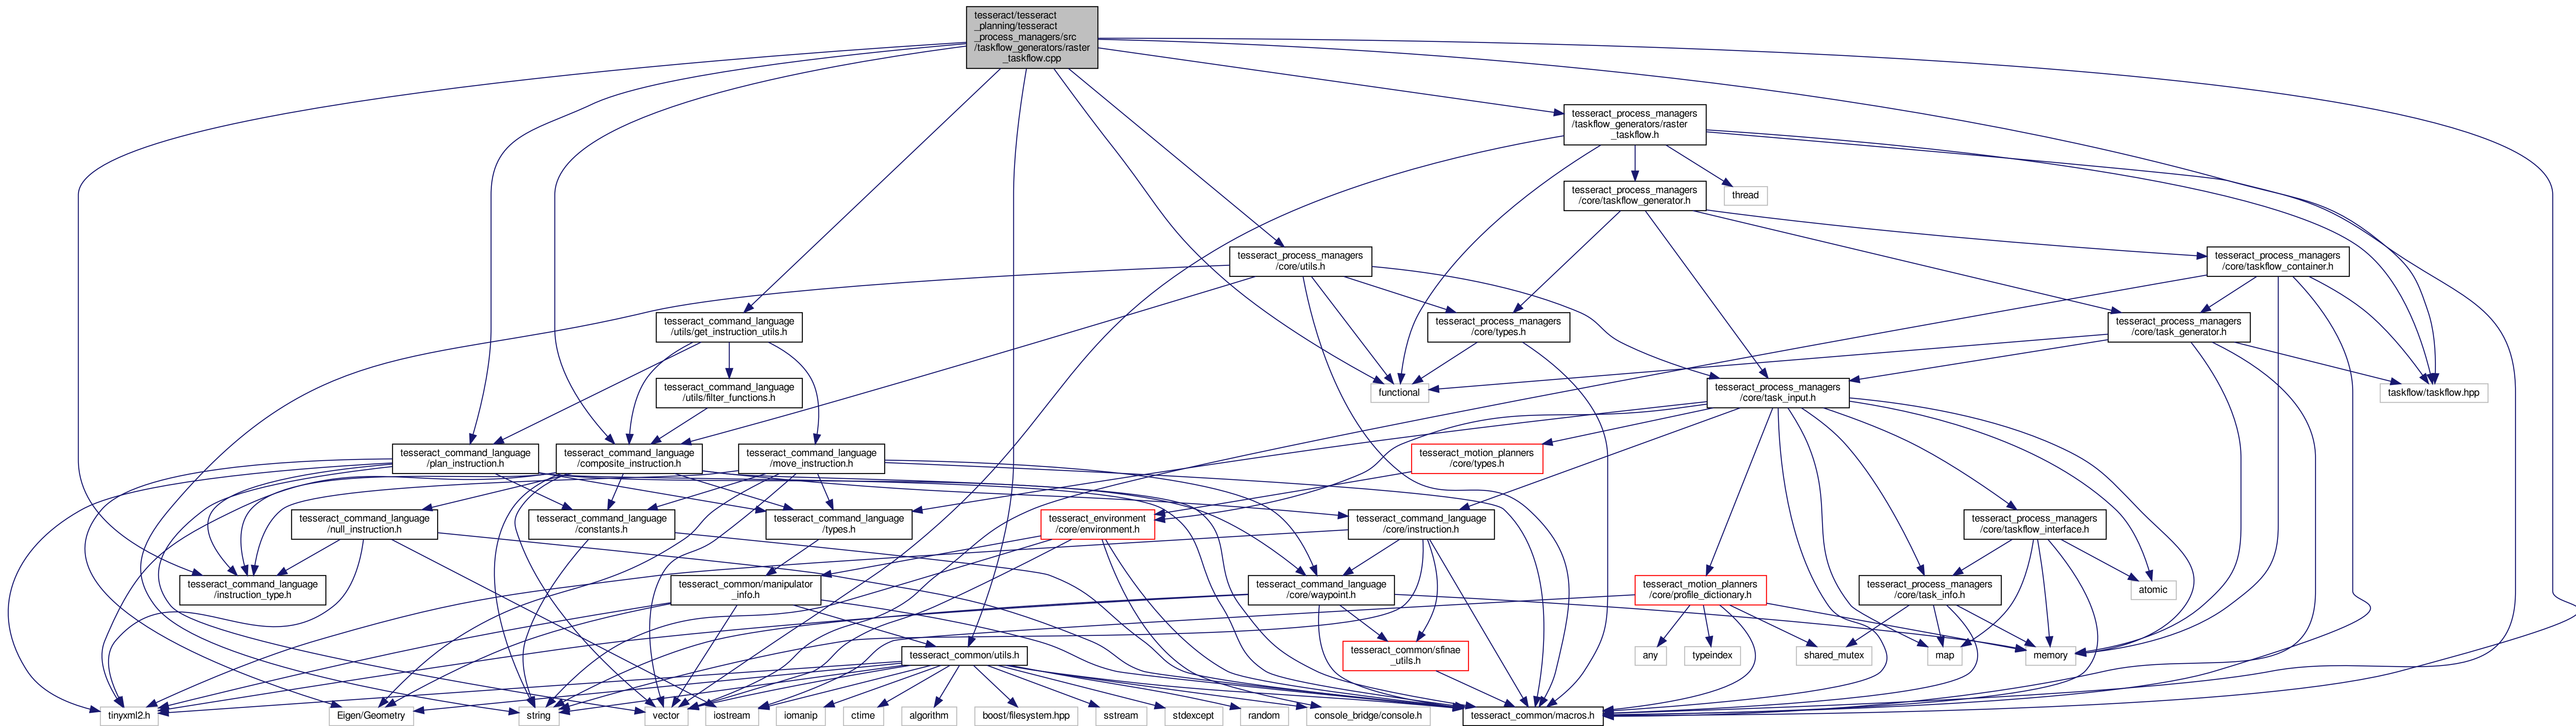 tesseract/tesseract
_planning/tesseract
_process_managers/src
/taskflow_generators/raster
_taskflow.cpp
tesseract_process_managers
/taskflow_generators/raster
_taskflow.h
tesseract_process_managers
/core/taskflow_generator.h
thread
tesseract_process_managers
/core/utils.h
tesseract_process_managers
/core/taskflow_container.h
tesseract_command_language
/utils/get_instruction_utils.h
tesseract_process_managers
/core/types.h
tesseract_process_managers
/core/task_generator.h
tesseract_command_language
/utils/filter_functions.h
functional
tesseract_process_managers
/core/task_input.h
taskflow/taskflow.hpp
tesseract_command_language
/plan_instruction.h
tesseract_command_language
/composite_instruction.h
tesseract_command_language
/move_instruction.h
tesseract_motion_planners
/core/types.h
tesseract_command_language
/null_instruction.h
tesseract_command_language
/constants.h
tesseract_command_language
/types.h
tesseract_environment
/core/environment.h
tesseract_command_language
/core/instruction.h
tesseract_process_managers
/core/taskflow_interface.h
tesseract_command_language
/instruction_type.h
tesseract_common/manipulator
_info.h
tesseract_command_language
/core/waypoint.h
tesseract_motion_planners
/core/profile_dictionary.h
tesseract_process_managers
/core/task_info.h
atomic
tesseract_common/utils.h
tesseract_common/sfinae
_utils.h
any
typeindex
shared_mutex
map
memory
tinyxml2.h
Eigen/Geometry
string
vector
iostream
iomanip
ctime
algorithm
boost/filesystem.hpp
sstream
stdexcept
random
console_bridge/console.h
tesseract_common/macros.h